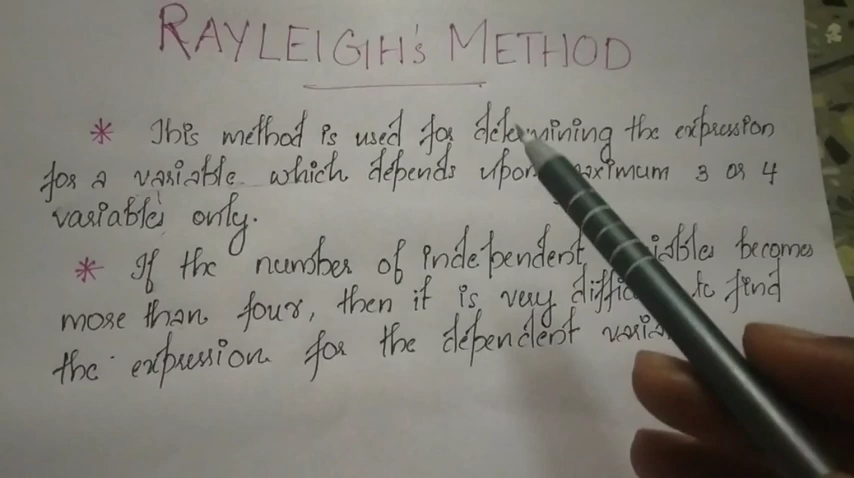 RAYLEIGH's METHOD
* This method is used for determining the expression
for a variable which depends upon maximum 3 or 4
variables only.
* If the number of independent variables becomes
more than four, then it is very difficult to find
the expression for the dependent